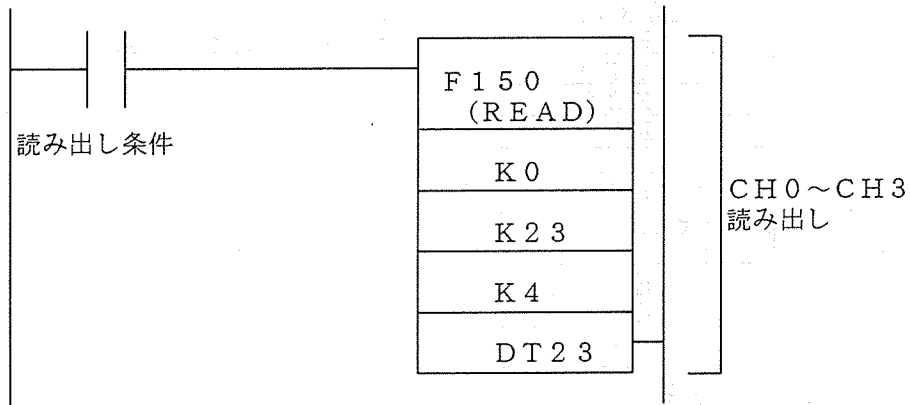 F150
(READ)
読み出し条件
K0
K23
K4
DT23
CH0～CH3
読み出し